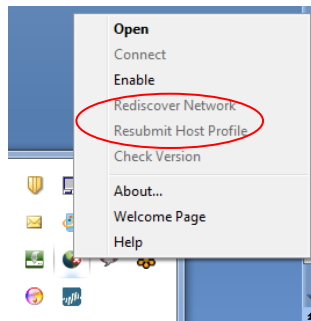 Open
Connect
Enable
Rediscover Network
Resubmit Host Profile
Check Version
About...
Welcome Page
Help